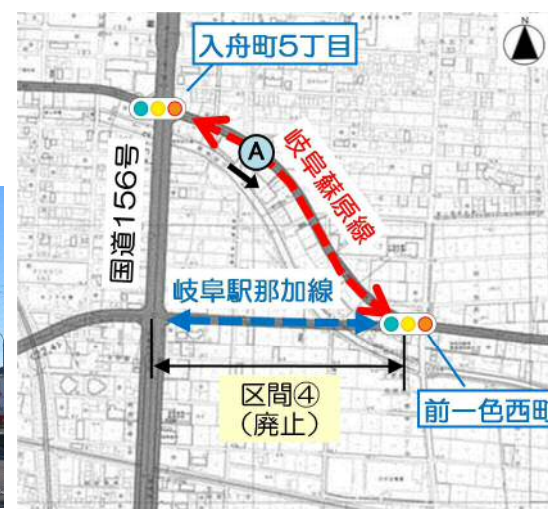 入舟町5丁目
A
岐阜蘇原線
国道156号
岐阜駅那加線
区間④
（廃止）
前一色西町